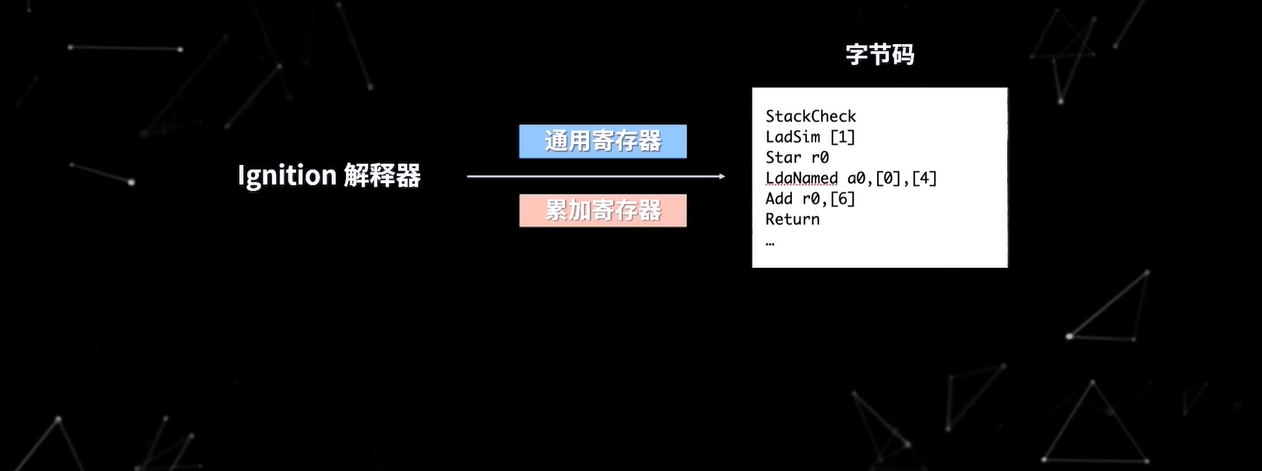 字节码
Ignition 解释器
通用寄存器
累加寄存器
StackCheck
LadSim [1]
Star r0
LdaNamed a0,[0],[4]
Add r0,[6]
Return
…